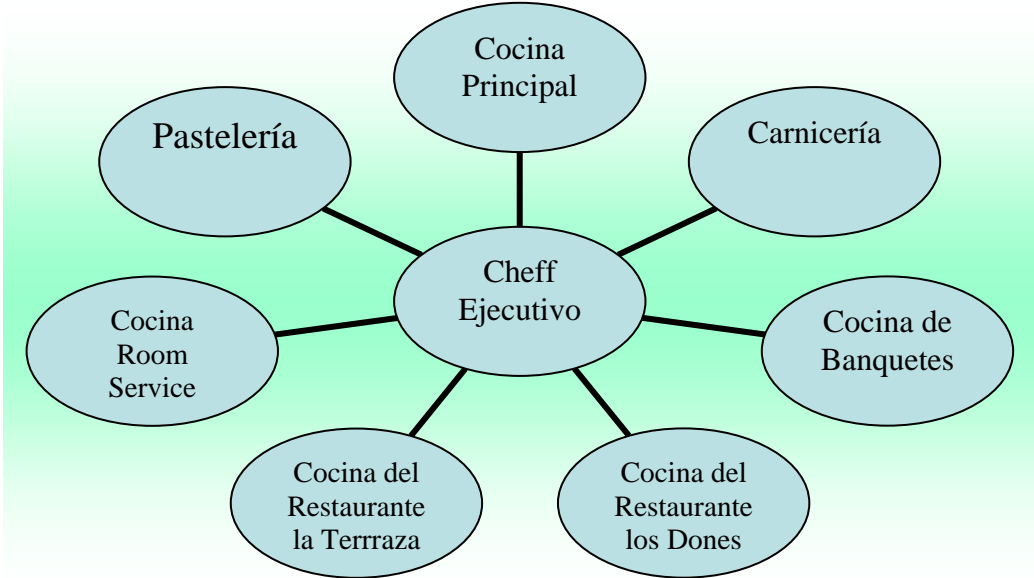 Cocina
Principal
Pastelería
Carnicería
Cheff
Ejecutivo
Cocina
Room
Service
Cocina de
Banquetes
Cocina del
Restaurante
la Terrraza
Cocina del
Restaurante
los Dones